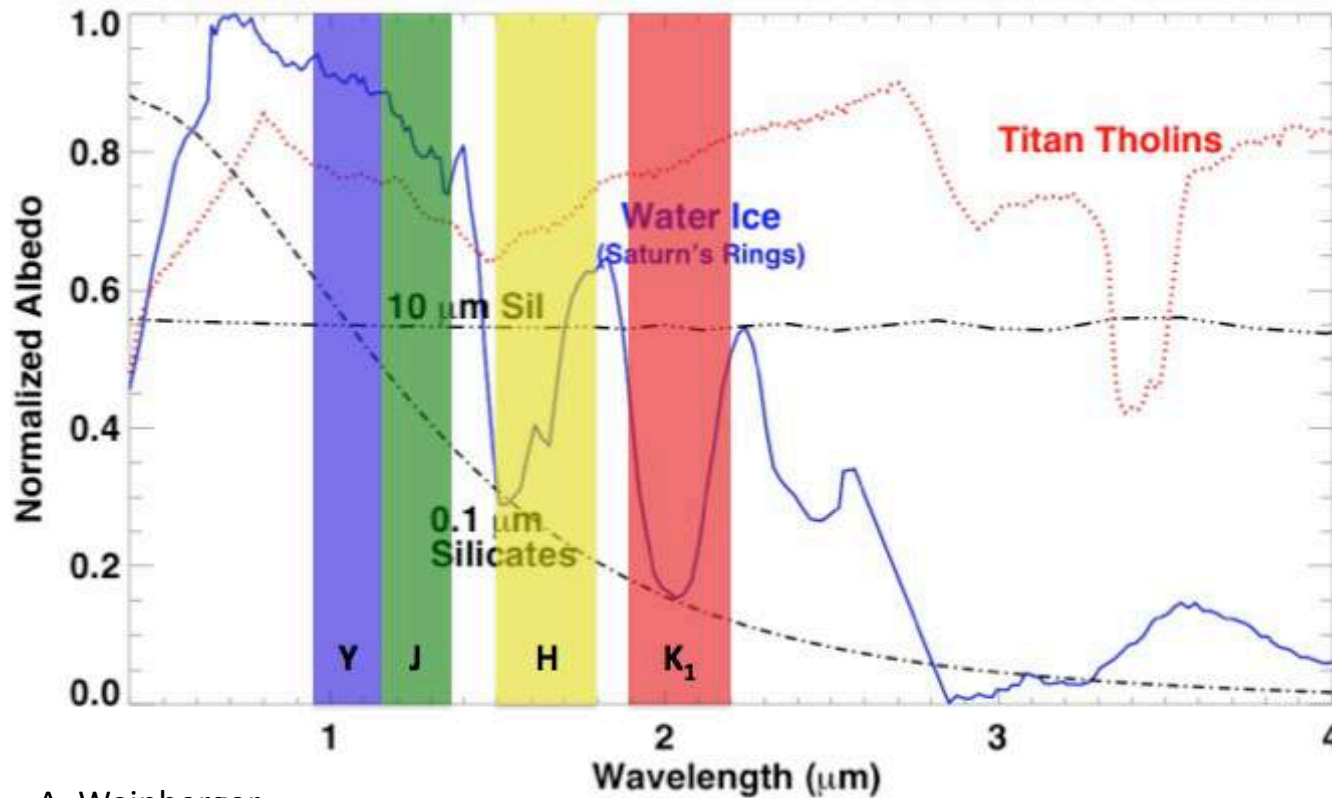 Normalized Albedo
1.0
0.8
0.6
0.4
0.2
0.0
Titan Tholins
Water Ice
(Saturn's Rings)
10 μm Sil
0.1 μm
Silicates
Y J H K₁
1 2 3 4
Wavelength (μm)
A. Weinberger